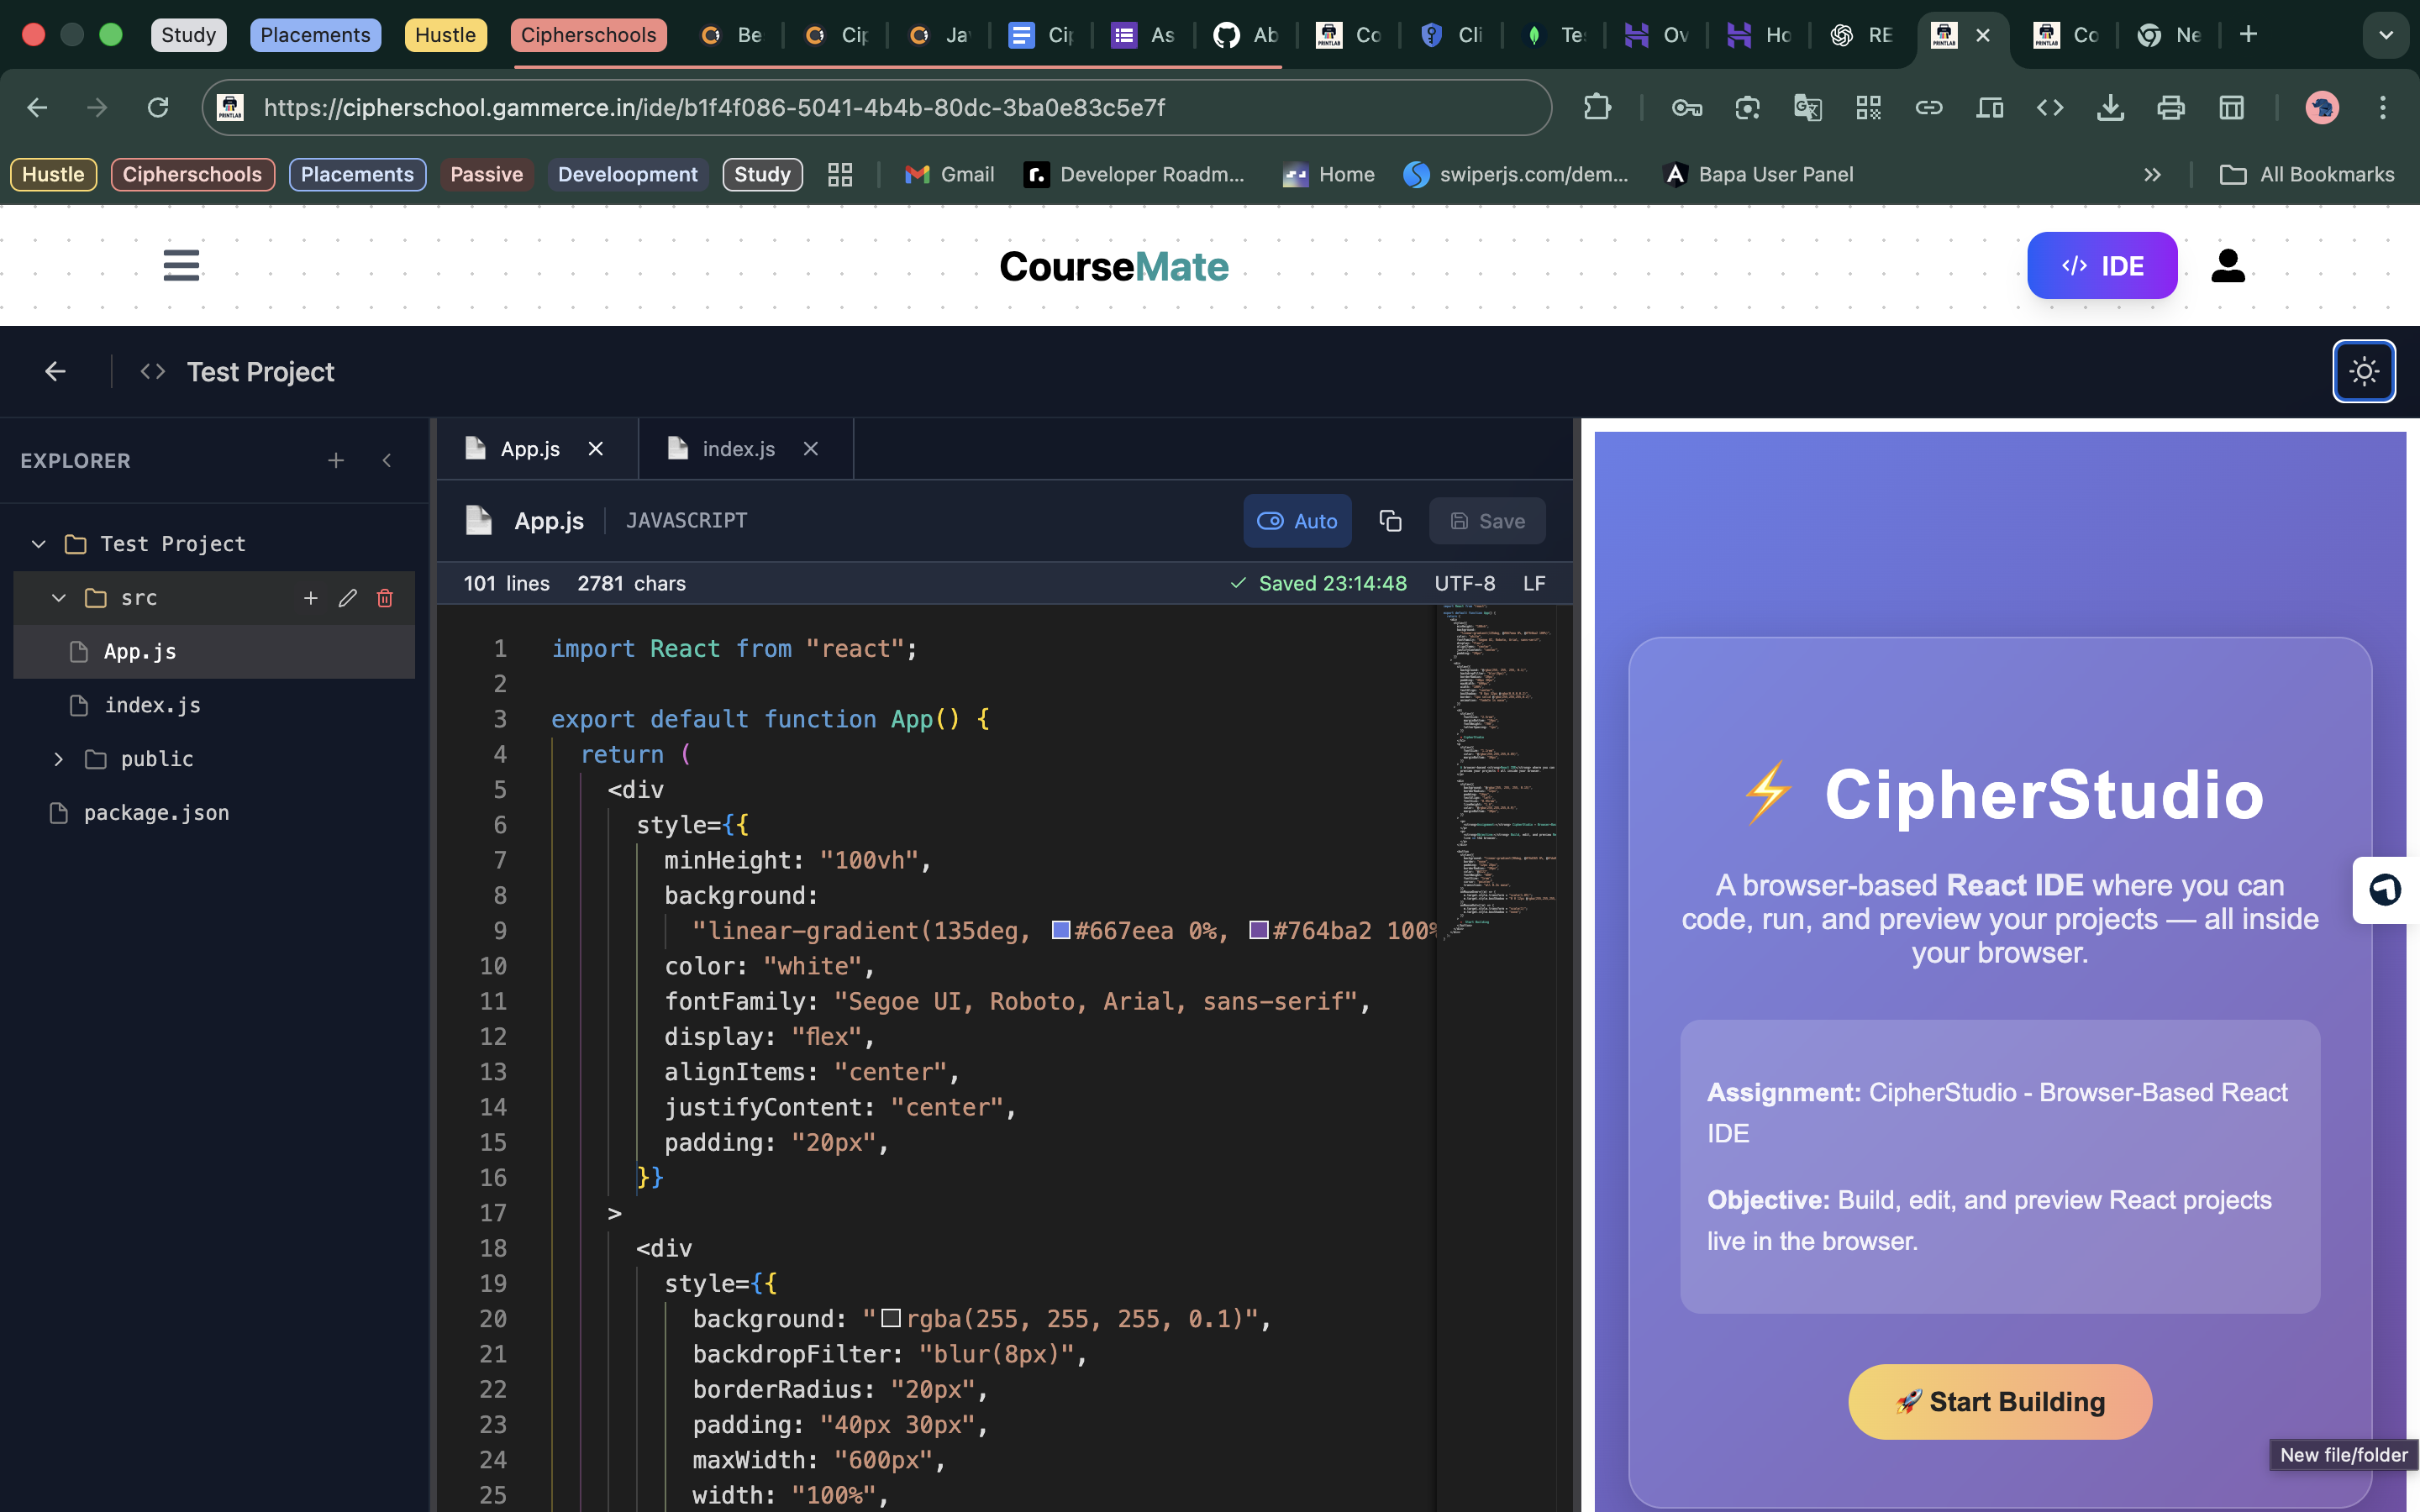 Study
Placements
Hustle
Cipherschools
Be
Cip
Ja
Cip
As
Ab
Co
Cli
Te
Ov
Ho
RE
Co
Ne
https://cipherschool.gammerce.in/ide/b1f4f086-5041-4b4b-80dc-3ba0e83c5e7f
Hustle
Cipherschools
Placements
Passive
Develoopment
Study
Gmail
Developer Roadm...
Home
swiperjs.com/dem...
Bapa User Panel
All Bookmarks
CourseMate
</> IDE
Test Project
EXPLORER
Test Project
src
App.js
index.js
public
package.json
App.js
index.js
App.js
JAVASCRIPT
Auto
Save
101 lines
2781 chars
Saved 23:14:48
UTF-8
LF
1 import React from "react";
2
3 export default function App() {
4 return (
5 <div
6 style={{
7 minHeight: "100vh",
8 background:
9 "linear-gradient(135deg, #667eea 0%, #764ba2 100%
10 color: "white",
11 fontFamily: "Segoe UI, Roboto, Arial, sans-serif",
12 display: "flex",
13 alignItems: "center",
14 justifyContent: "center",
15 padding: "20px",
16 }}
17 >
18 <div
19 style={{
20 background: "rgba(255, 255, 255, 0.1)",
21 backdropFilter: "blur(8px)",
22 borderRadius: "20px",
23 padding: "40px 30px",
24 maxWidth: "600px",
25 width: "100%",
⚡ CipherStudio
A browser-based React IDE where you can
code, run, and preview your projects — all inside
your browser.
Assignment: CipherStudio - Browser-Based React
IDE
Objective: Build, edit, and preview React projects
live in the browser.
🚀 Start Building
New file/folder